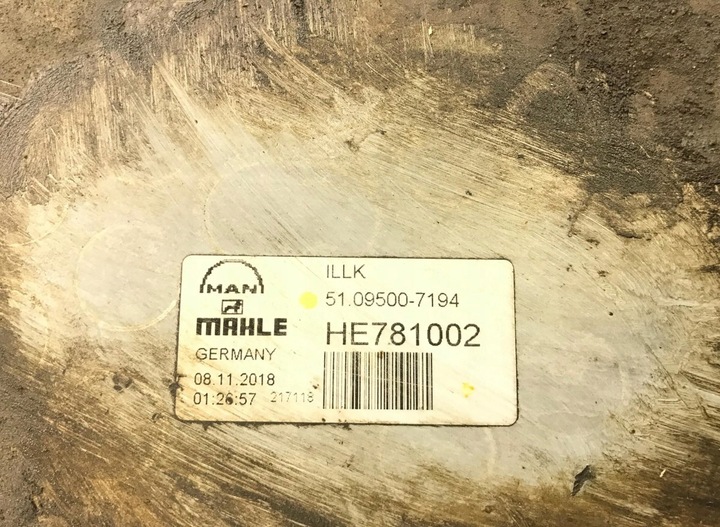 MAN
ILLK
51.09500-7194
MAHLE
HE781002
GERMANY
08.11.2018
01:26:57 217118